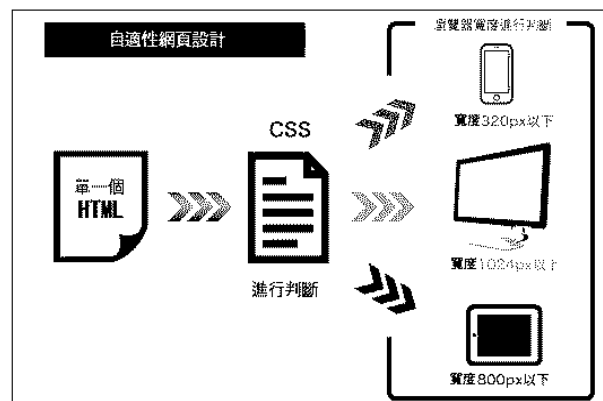 自適性網頁設計
瀏覽器寬度進行判斷
寬度320px以下
CSS
單一個
HTML
寬度1024px以上
進行判斷
寬度800px以下